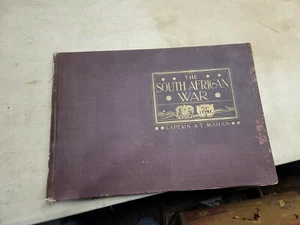 THE
SOUTH AFRICAN
WAR
CAPTAIN A.T. MAHAN